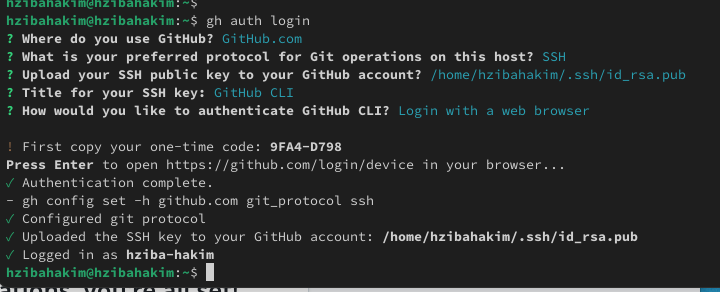 hzibahakim@hzibahakim:~$
hzibahakim@hzibahakim:~$ gh auth login
? Where do you use GitHub? GitHub.com
? What is your preferred protocol for Git operations on this host? SSH
? Upload your SSH public key to your GitHub account? /home/hzibahakim/.ssh/id_rsa.pub
? Title for your SSH key: GitHub CLI
? How would you like to authenticate GitHub CLI? Login with a web browser
! First copy your one-time code: 9FA4-D798
Press Enter to open https://github.com/login/device in your browser...
✓ Authentication complete.
- gh config set -h github.com git_protocol ssh
✓ Configured git protocol
✓ Uploaded the SSH key to your GitHub account: /home/hzibahakim/.ssh/id_rsa.pub
✓ Logged in as hziba-hakim
hzibahakim@hzibahakim:~$